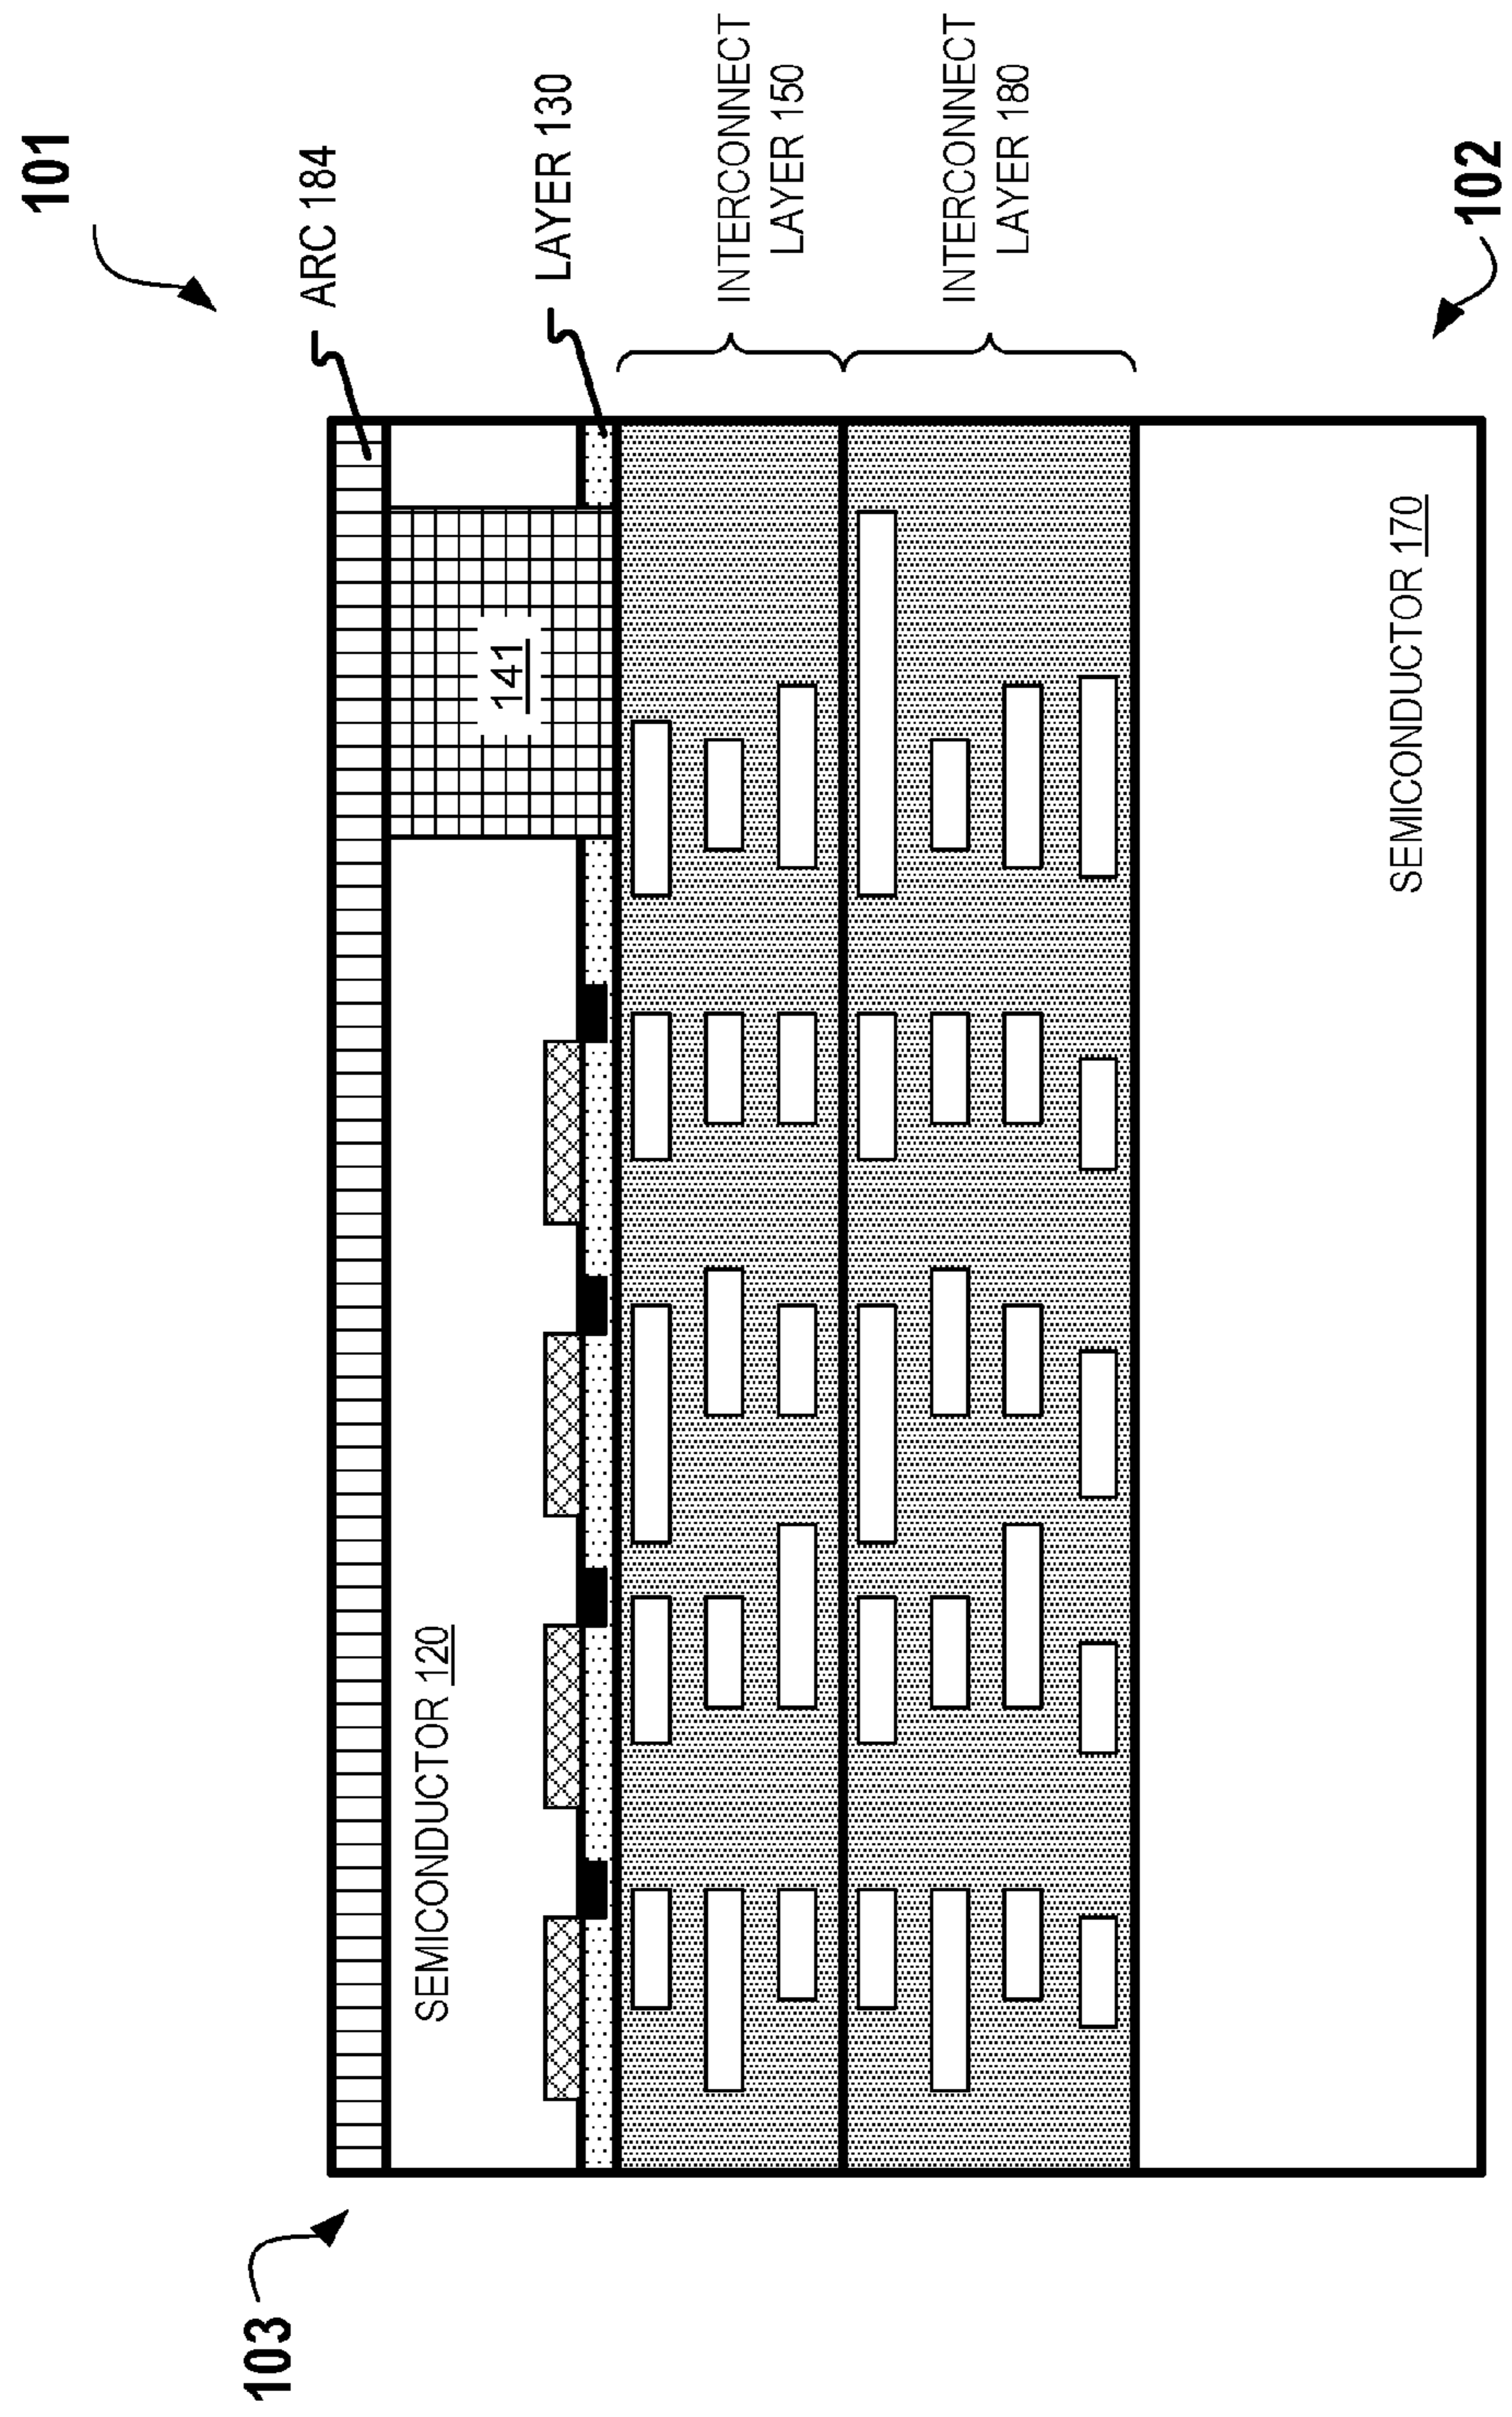 101
ARC 184
LAYER 130
INTERCONNECT
LAYER 150
INTERCONNECT
LAYER 180
102
141
SEMICONDUCTOR 170
SEMICONDUCTOR 120
103